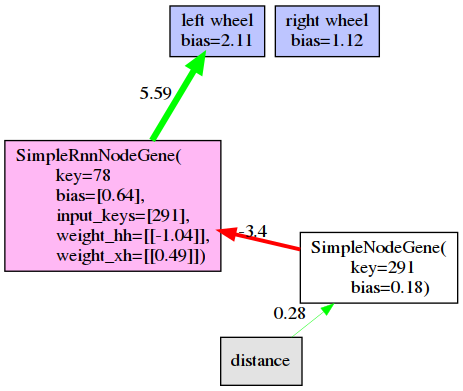 left wheel
bias=2.11
right wheel
bias=1.12
5.59
SimpleRnnNodeGene(
key=78
bias=[0.64],
input_keys=[291],
weight_hh=[[-1.04]],
weight_xh=[[0.49]])
-3.4
SimpleNodeGene(
key=291
bias=0.18)
0.28
distance